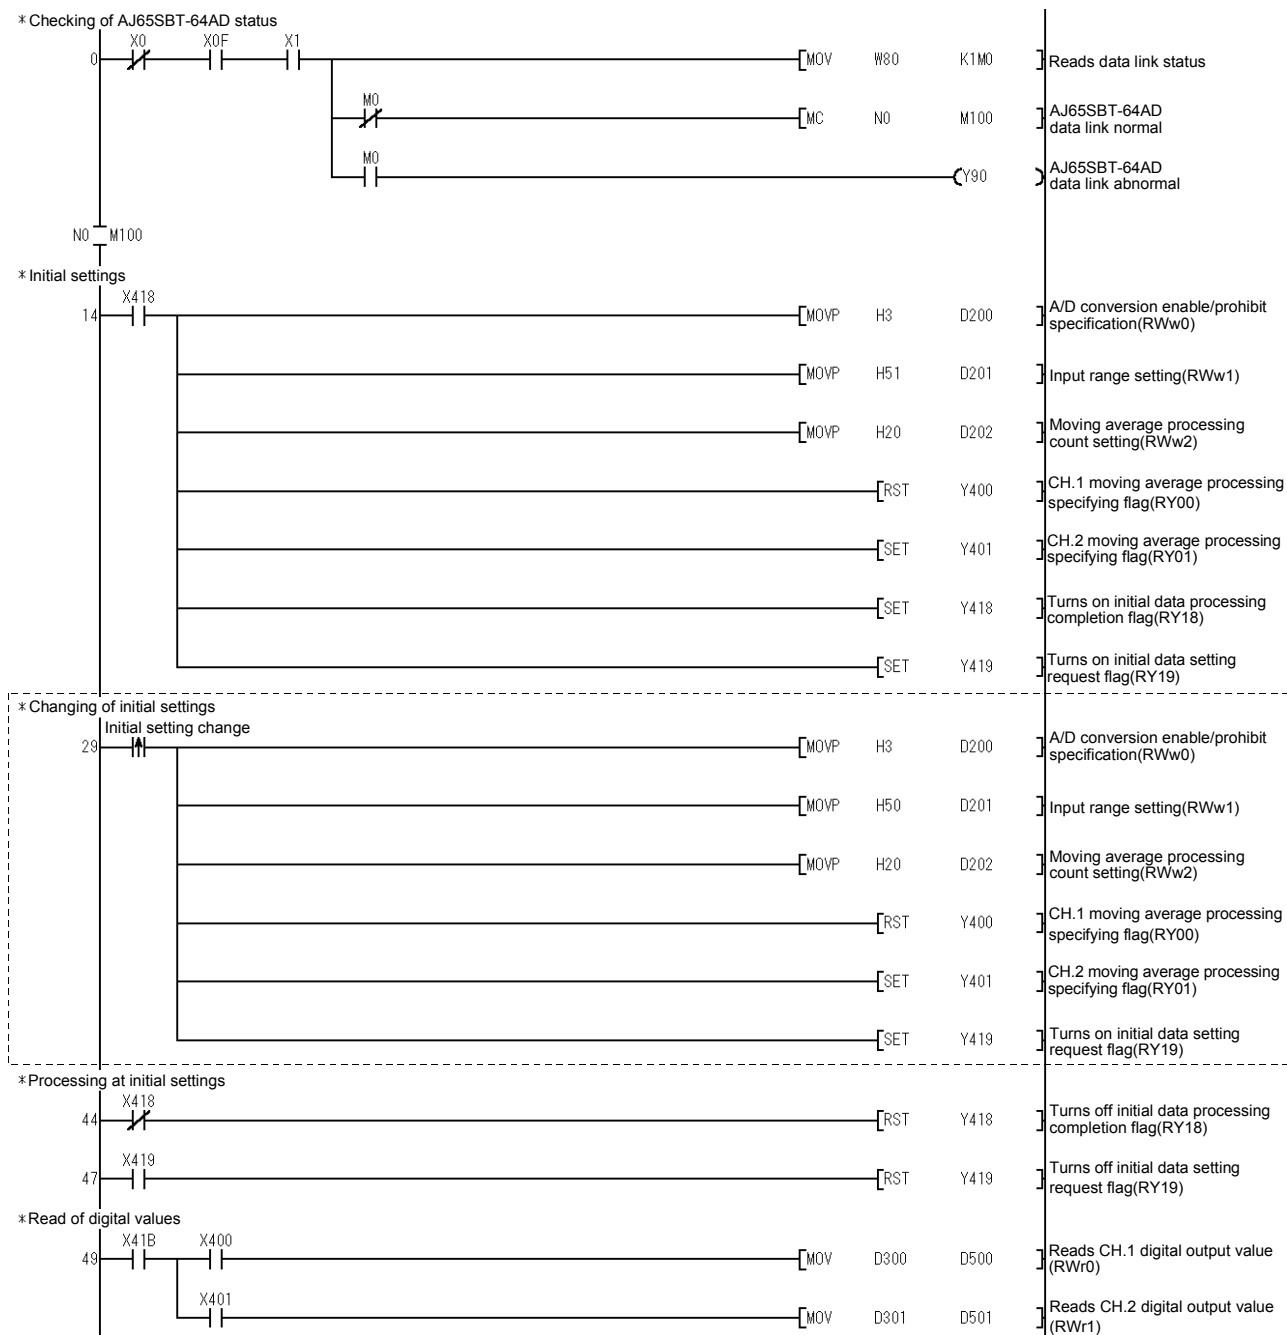 * Checking of AJ65SBT-64AD status
X0 X0F X1
0 MOV W80 K1M0 Reads data link status
M0
MC N0 M100 AJ65SBT-64AD
data link normal
M0
Y90 AJ65SBT-64AD
data link abnormal
N0 M100
* Initial settings
X418
14 MOVP H3 D200 A/D conversion enable/prohibit
specification(RWw0)
MOVP H51 D201 Input range setting(RWw1)
MOVP H20 D202 Moving average processing
count setting(RWw2)
RST Y400 CH.1 moving average processing
specifying flag(RY00)
SET Y401 CH.2 moving average processing
specifying flag(RY01)
SET Y418 Turns on initial data processing
completion flag(RY18)
SET Y419 Turns on initial data setting
request flag(RY19)
* Changing of initial settings
Initial setting change
29 MOVP H3 D200 A/D conversion enable/prohibit
specification(RWw0)
MOVP H50 D201 Input range setting(RWw1)
MOVP H20 D202 Moving average processing
count setting(RWw2)
RST Y400 CH.1 moving average processing
specifying flag(RY00)
SET Y401 CH.2 moving average processing
specifying flag(RY01)
SET Y419 Turns on initial data setting
request flag(RY19)
* Processing at initial settings
X418
44 RST Y418 Turns off initial data processing
completion flag(RY18)
X419
47 RST Y419 Turns off initial data setting
request flag(RY19)
* Read of digital values
X41B X400
49 MOV D300 D500 Reads CH.1 digital output value
(RWr0)
X401
MOV D301 D501 Reads CH.2 digital output value
(RWr1)